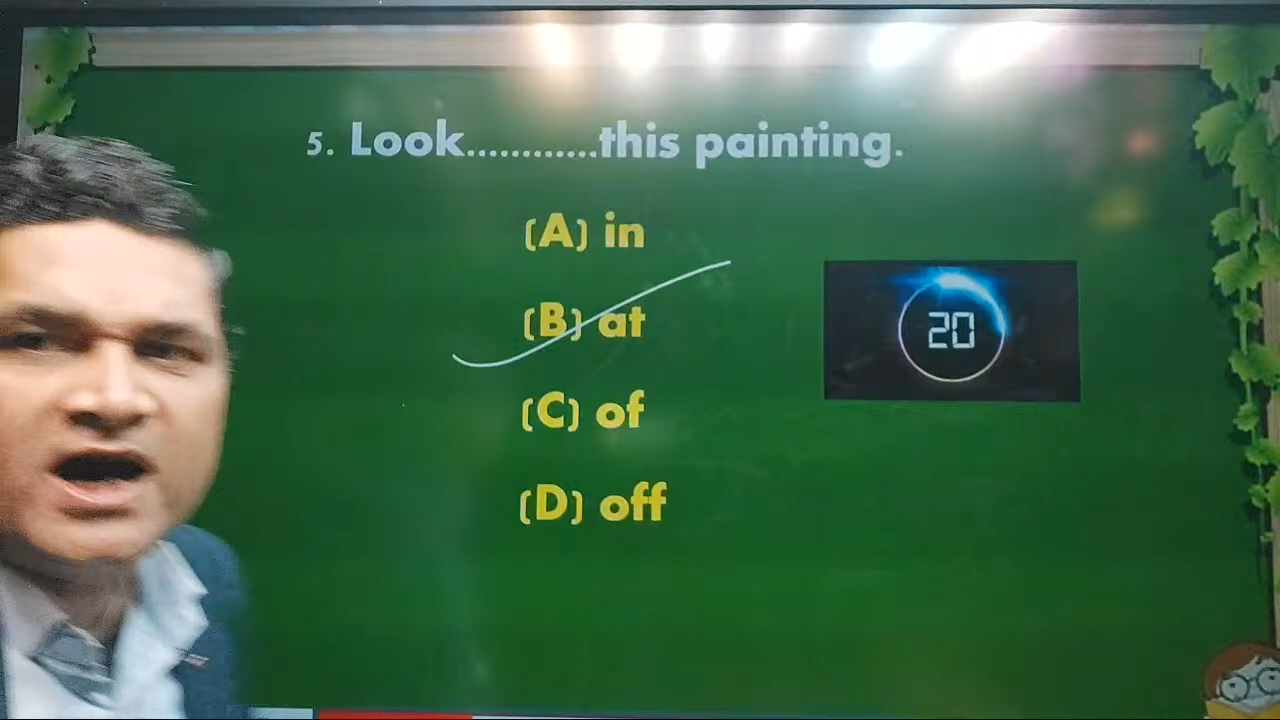 5. Look............this painting.
(A) in
(B) at
20
(C) of
(D) off